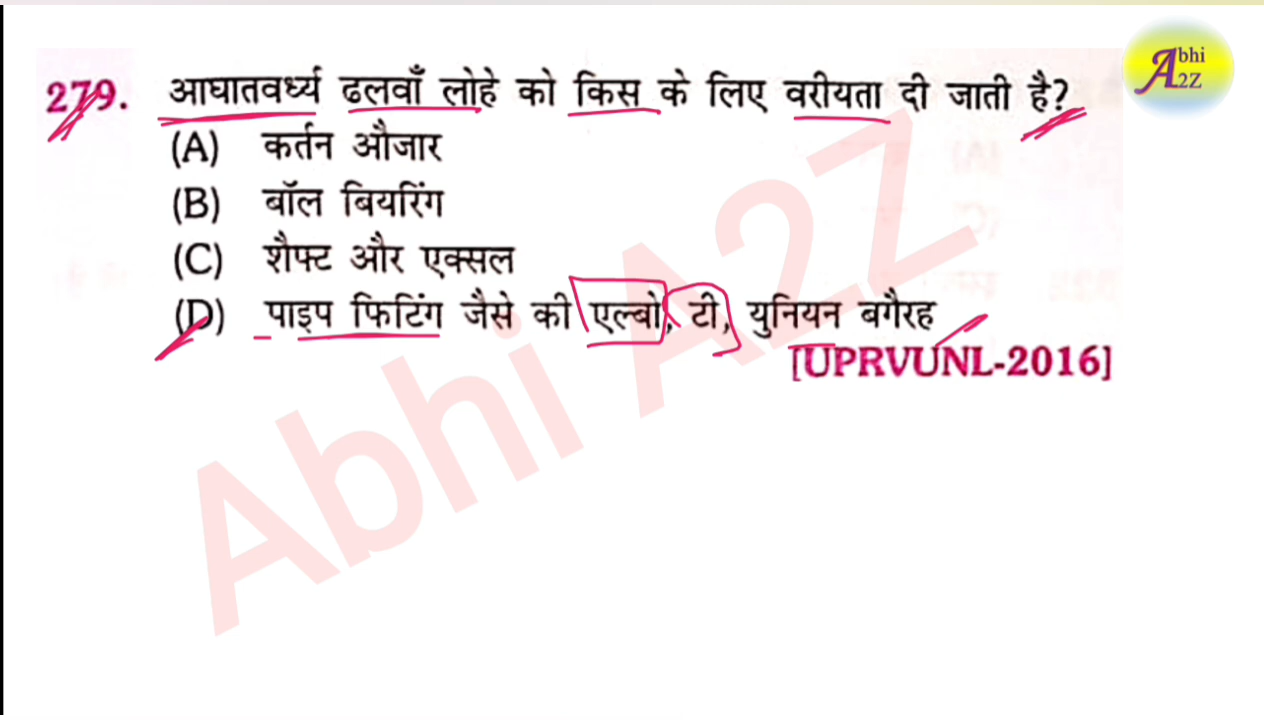 Abhi
A2Z
279. आघातवर्ध्य ढलवाँ लोहे को किस के लिए वरीयता दी जाती है?
(A) कर्तन औजार
(B) बॉल बियरिंग
(C) शैफ्ट और एक्सल
(D) पाइप फिटिंग जैसे की एल्बो, टी, युनियन बगैरह
[UPRVUNL-2016]
Abhi A2Z